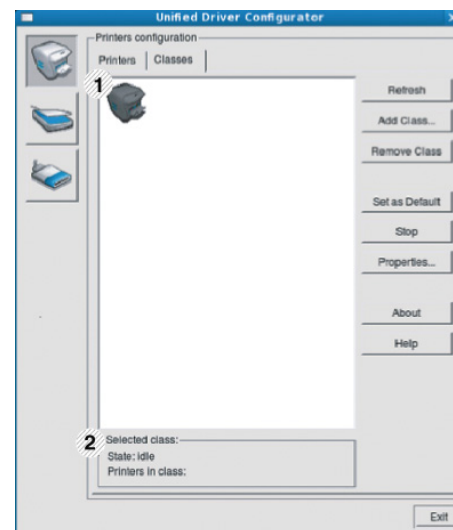 Unified Driver Configurator
Printers configuration
Printers
Classes
1
Refresh
Add Class...
Remove Class
Set as Default
Stop
Properties...
About
Help
2
Selected class:
State: idle
Printers in class:
Exit